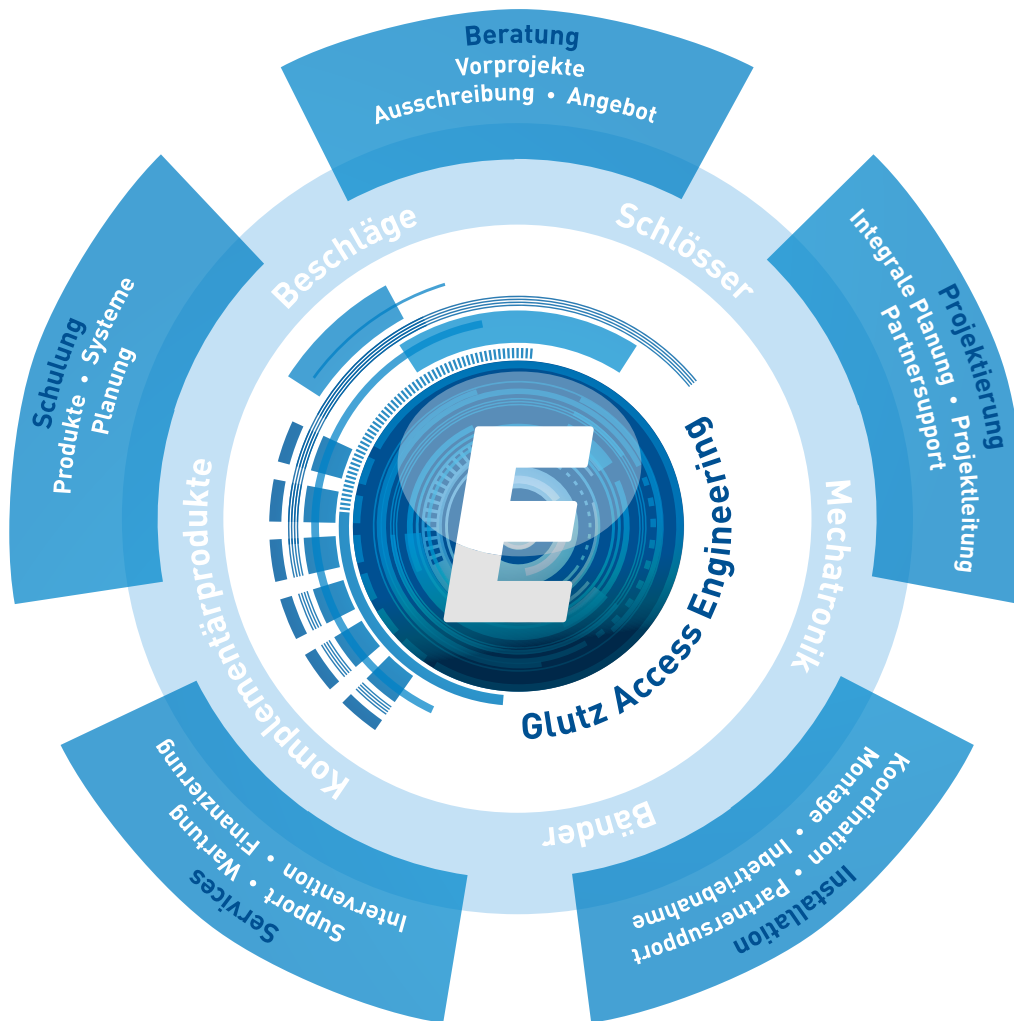 Beratung
Vorprojekte
Ausschreibung • Angebot
Projektierung
Integrale Planung • Projektleitung
Partnersupport
Installation
Koordination • Partnersupport
Montage • Inbetriebnahme
Services
Support • Wartung
Intervention • Finanzierung
Schulung
Produkte • Systeme
Planung
Beschläge
Schlösser
Mechatronik
Bänder
Komplementärprodukte
Glutz Access Engineering
E